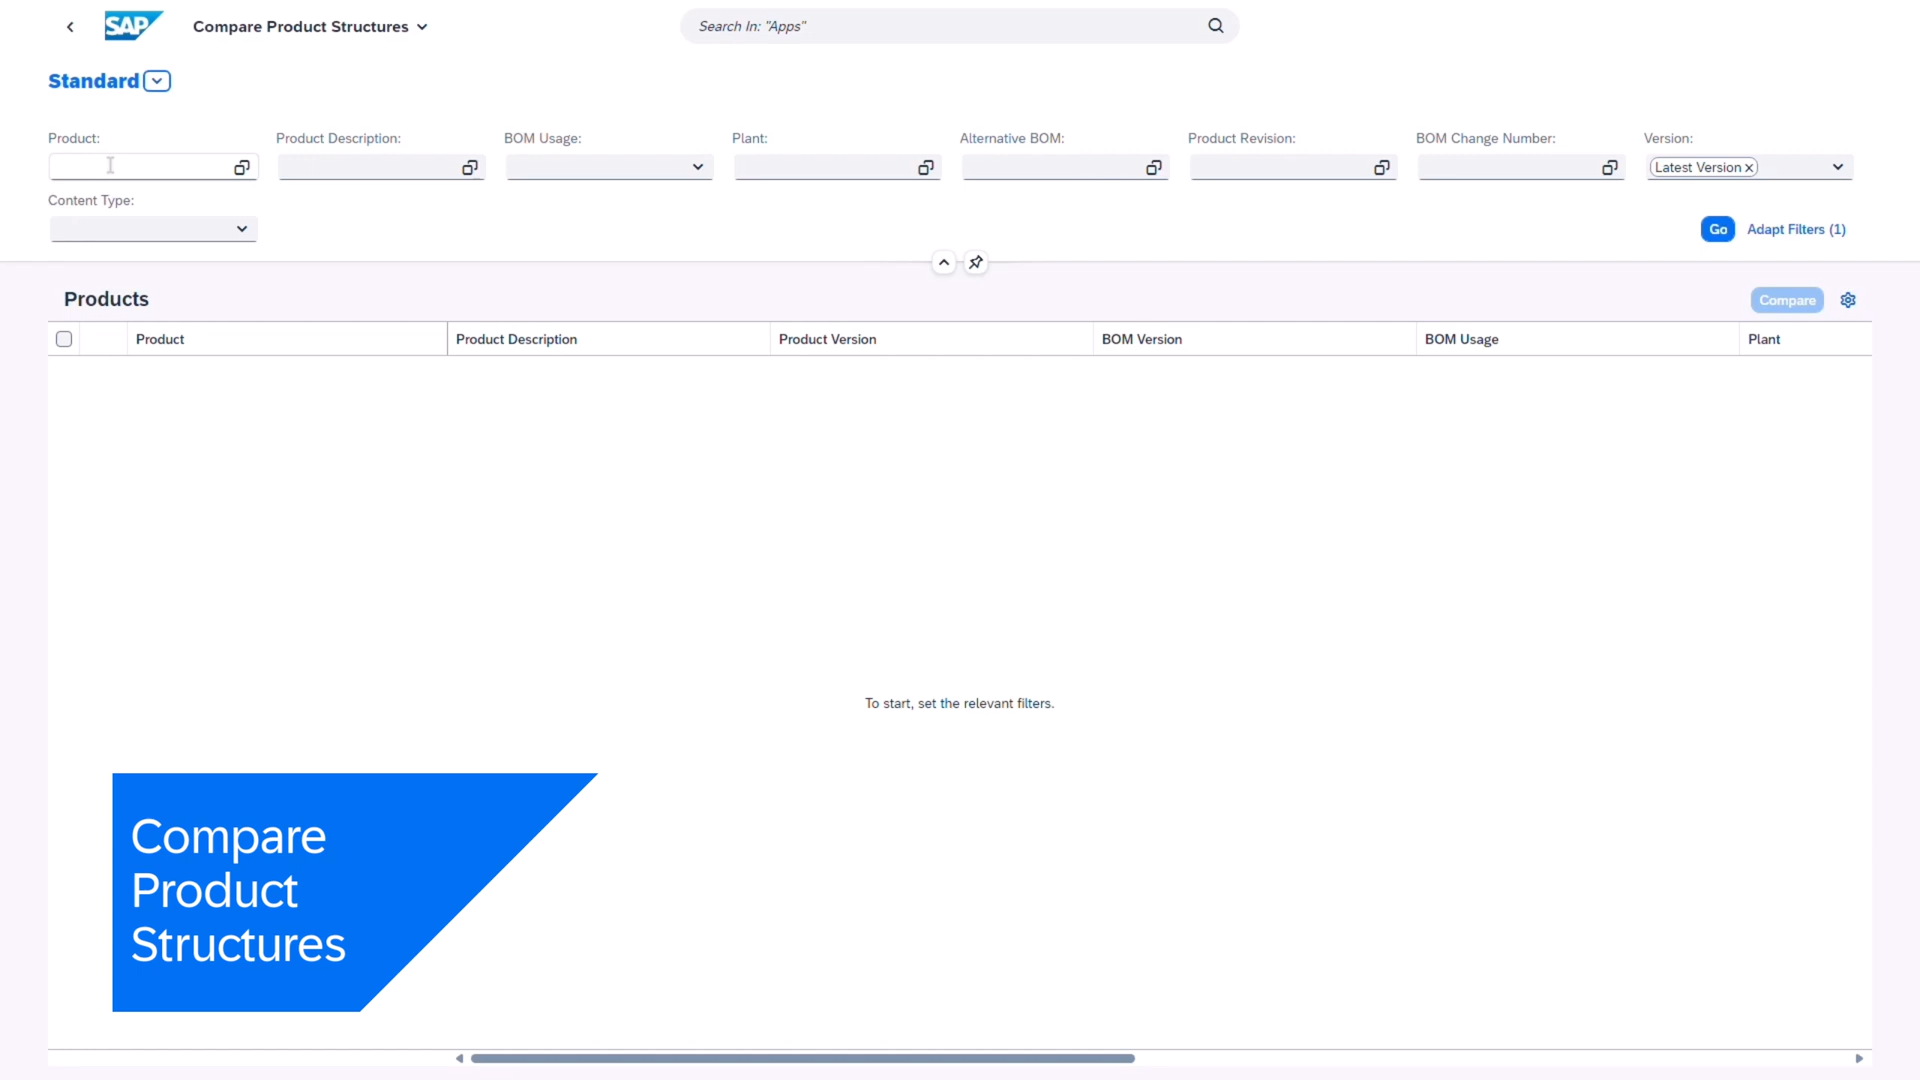 SAP
Compare Product Structures
Search In: "Apps"
Standard
Product:
Product Description:
BOM Usage:
Plant:
Alternative BOM:
Product Revision:
BOM Change Number:
Version:
Latest Version
Content Type:
Go
Adapt Filters (1)
Products
Compare
Product
Product Description
Product Version
BOM Version
BOM Usage
Plant
To start, set the relevant filters.
Compare
Product
Structures